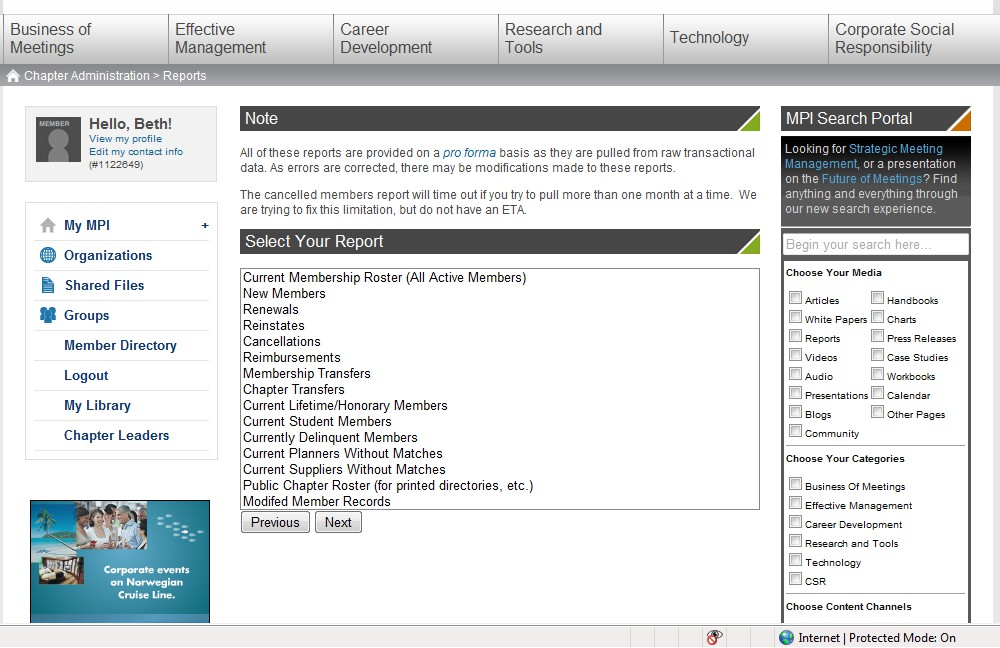 Business of
Meetings
Effective
Management
Career
Development
Research and
Tools
Technology
Corporate Social
Responsibility
Chapter Administration > Reports
MEMBER
Hello, Beth!
View my profile
Edit my contact info
(#1122649)
My MPI +
Organizations
Shared Files
Groups
Member Directory
Logout
My Library
Chapter Leaders
Corporate events
on Norwegian
Cruise Line.
Note
All of these reports are provided on a pro forma basis as they are pulled from raw transactional
data. As errors are corrected, there may be modifications made to these reports.
The cancelled members report will time out if you try to pull more than one month at a time. We
are trying to fix this limitation, but do not have an ETA.
Select Your Report
Current Membership Roster (All Active Members)
New Members
Renewals
Reinstates
Cancellations
Reimbursements
Membership Transfers
Chapter Transfers
Current Lifetime/Honorary Members
Current Student Members
Currently Delinquent Members
Current Planners Without Matches
Current Suppliers Without Matches
Public Chapter Roster (for printed directories, etc.)
Modifed Member Records
Previous Next
MPI Search Portal
Looking for Strategic Meeting
Management, or a presentation
on the Future of Meetings? Find
anything and everything through
our new search experience.
Begin your search here...
Choose Your Media
Articles Handbooks
White Papers Charts
Reports Press Releases
Videos Case Studies
Audio Workbooks
Presentations Calendar
Blogs Other Pages
Community
Choose Your Categories
Business Of Meetings
Effective Management
Career Development
Research and Tools
Technology
CSR
Choose Content Channels
Internet | Protected Mode: On